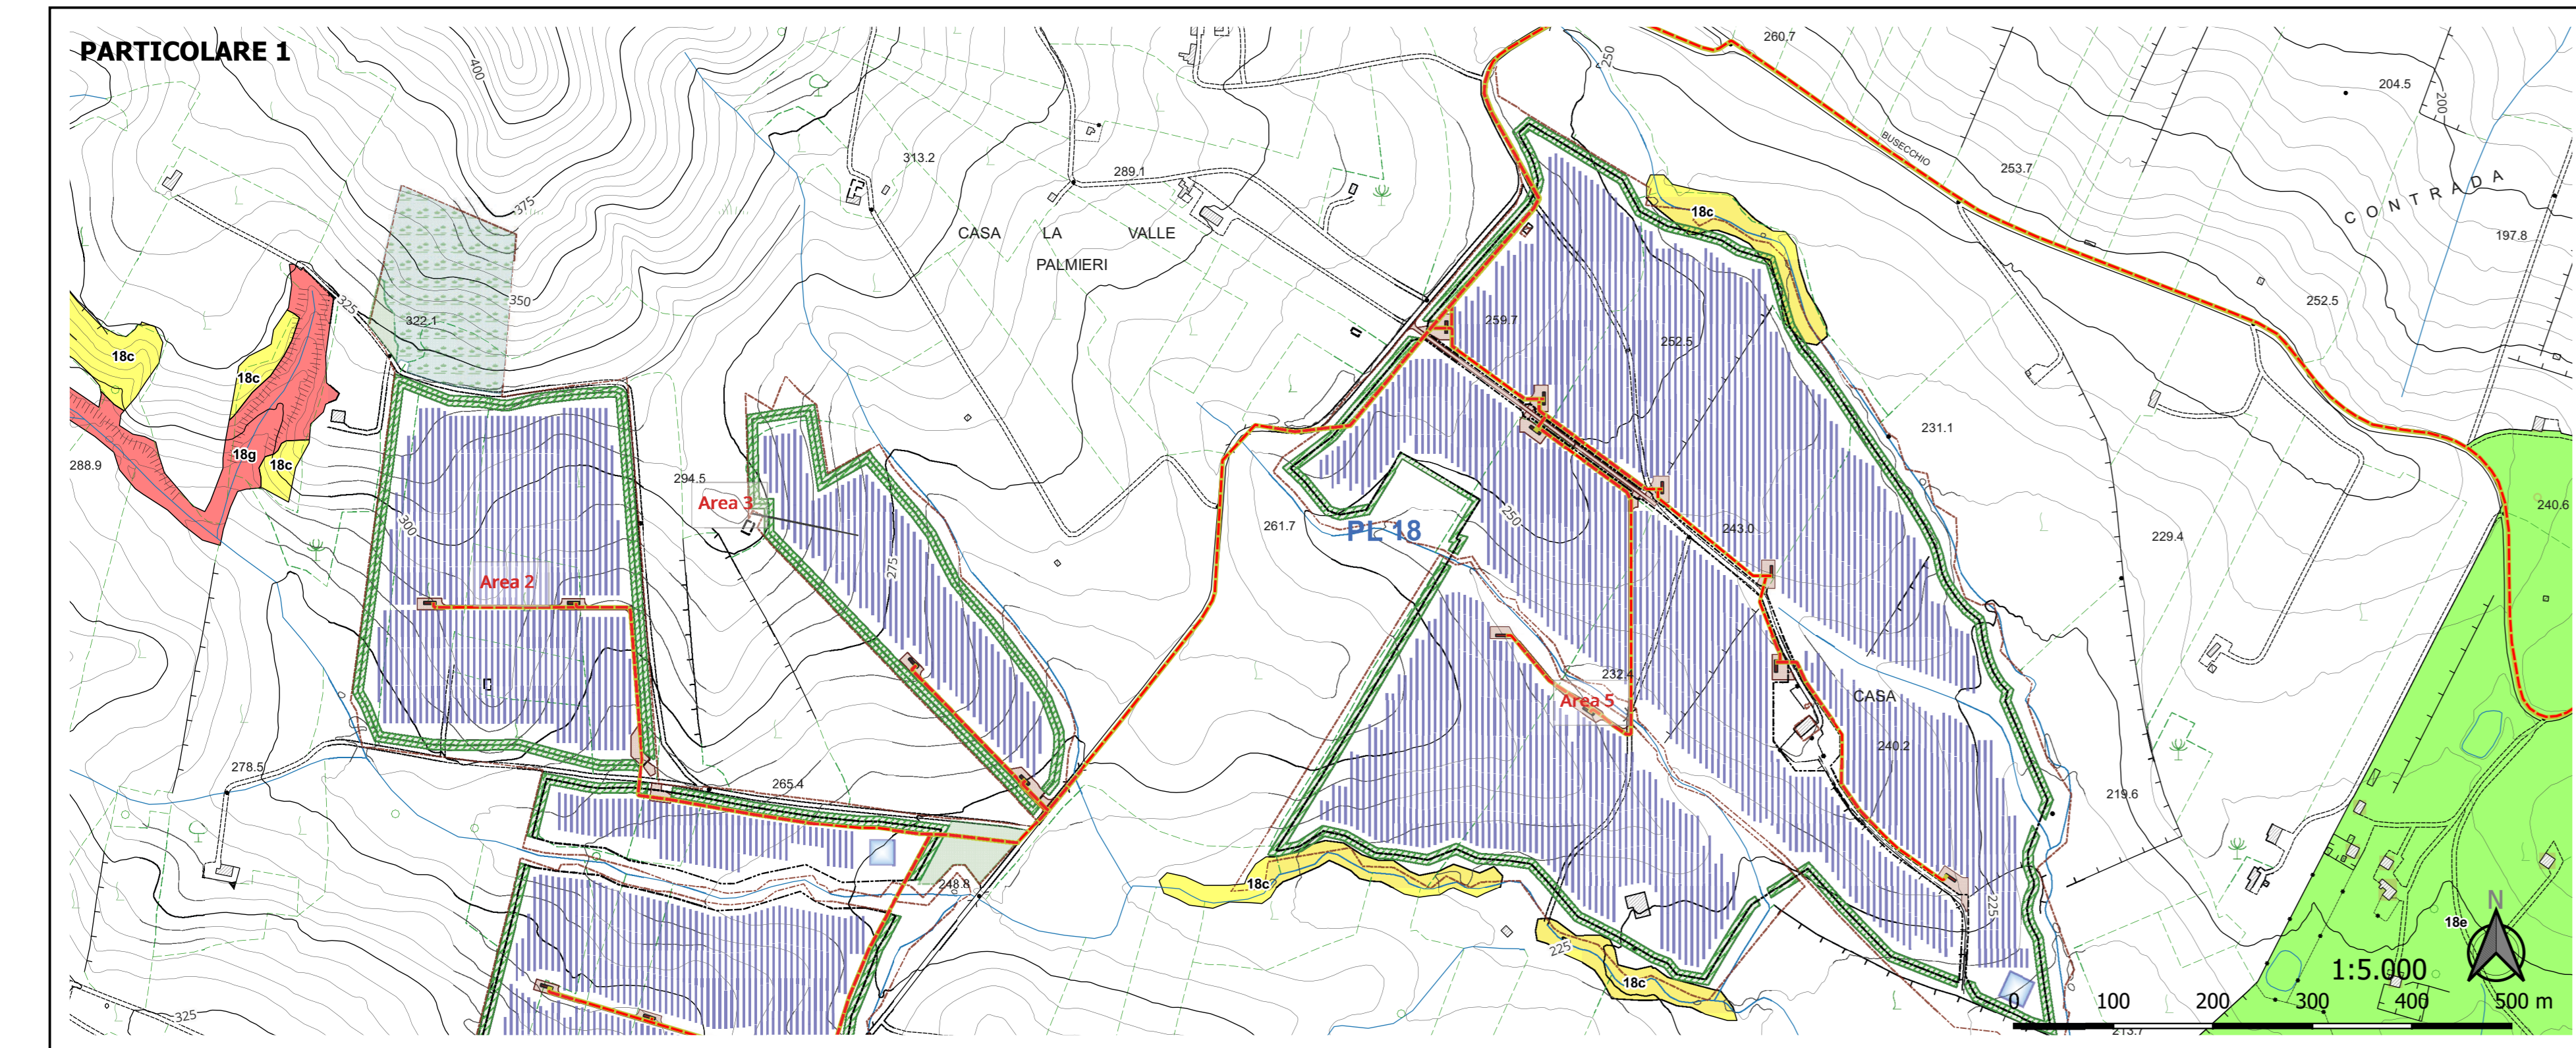 PARTICOLARE 1
260.7
250
400
204.5
200
BUSECCHIO
313.2
289.1
253.7
CONTRADA
375
18c
CASA LA VALLE
197.8
PALMIERI
350
325
252.5
322.1
259.7
252.5
18c
18c
231.1
18g
18c
288.9
294.5
Area 3
240.6
300
261.7
PL 18
250
243.0
229.4
275
Area 2
232.4
Area 5
CASA
240.2
278.5
265.4
219.6
248.8
18c
N
225
18e
225
1:5.000
18c
0 100 200 300 400 500 m
325
213.7